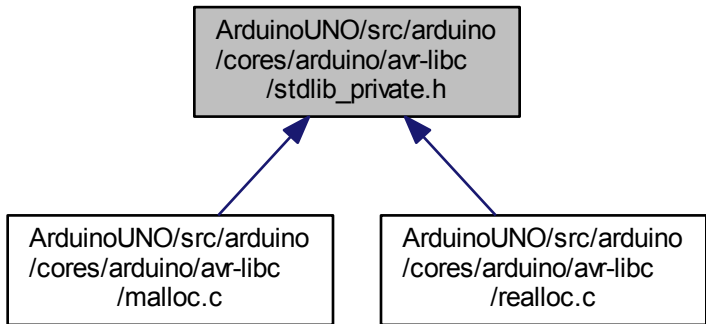 ArduinoUNO/src/arduino
/cores/arduino/avr-libc
/stdlib_private.h
ArduinoUNO/src/arduino
/cores/arduino/avr-libc
/malloc.c
ArduinoUNO/src/arduino
/cores/arduino/avr-libc
/realloc.c